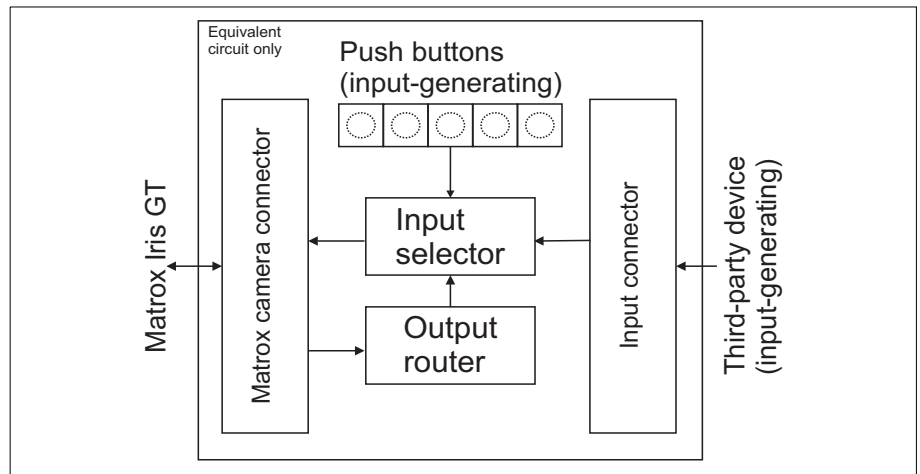 Equivalent
circuit only
Push buttons
(input-generating)
Matrox Iris GT
Matrox camera connector
Input
selector
Output
router
Input connector
Third-party device
(input-generating)